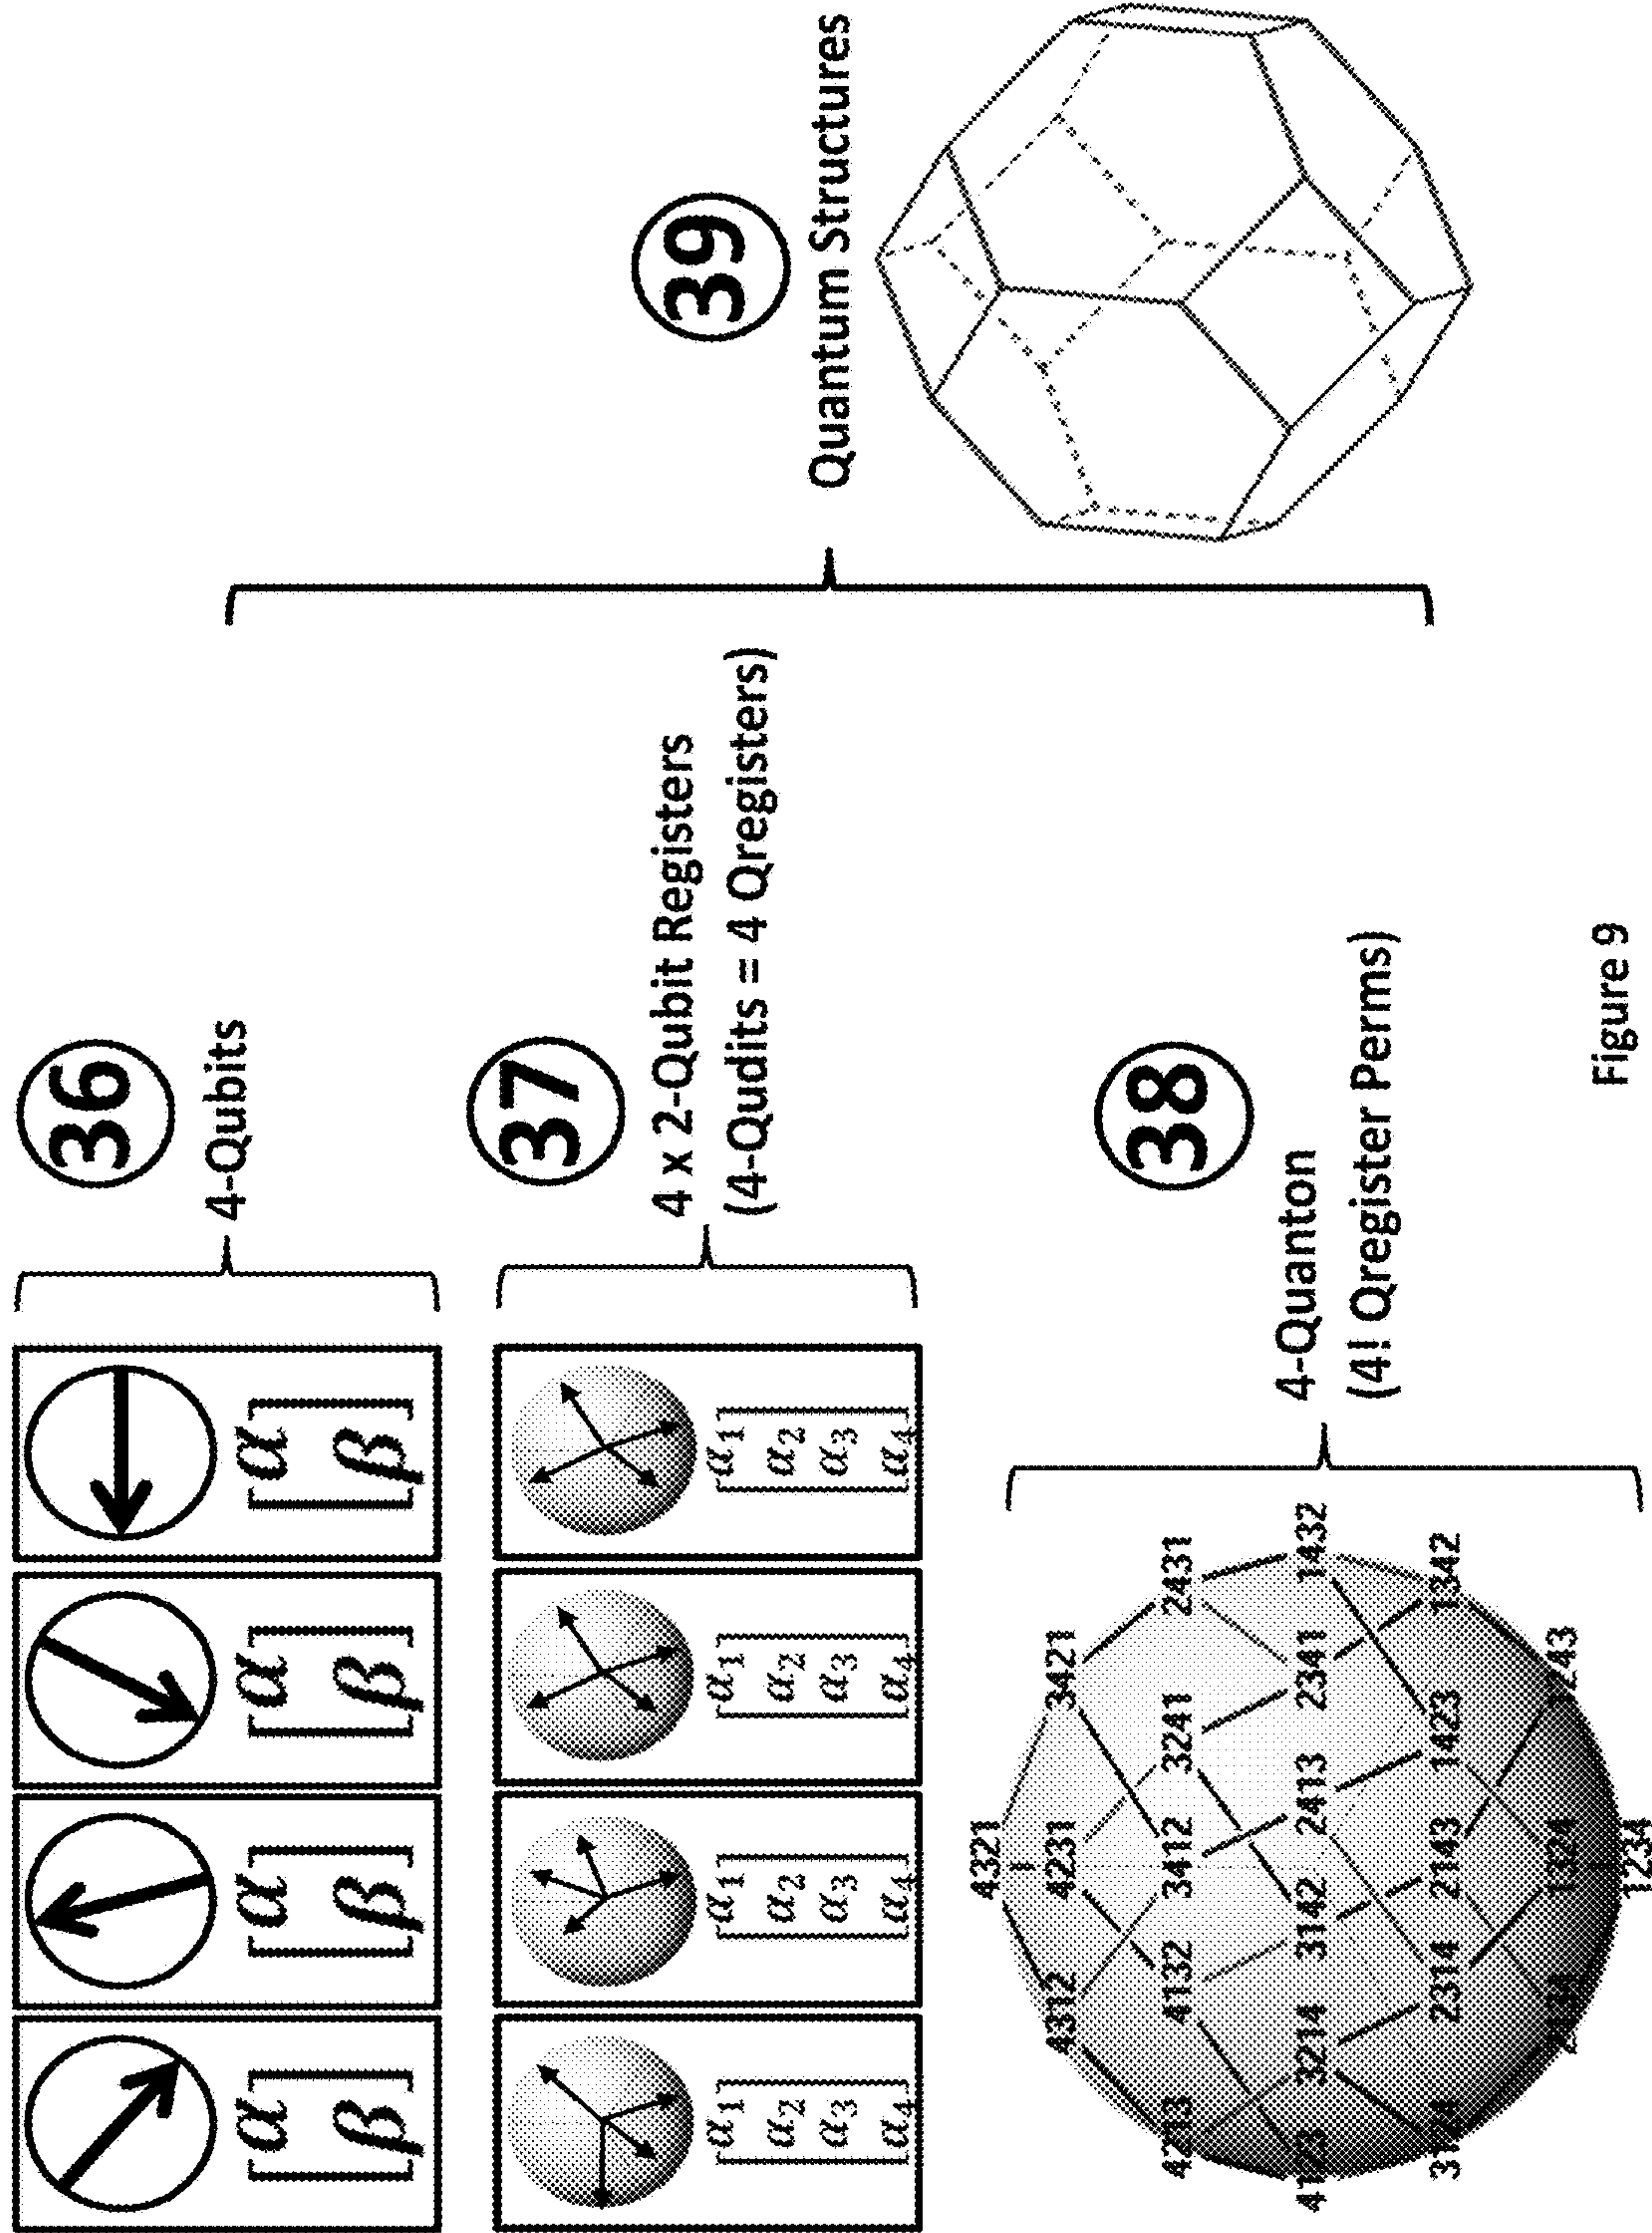 36
4-Qubits
α α α α
β β β β
37
4 x 2-Qubit Registers
(4-Qudits = 4 Qregisters)
α1 α1 α1 α1
α2 α2 α2 α2
α3 α3 α3 α3
α4 α4 α4 α4
39
Quantum Structures
38
4-Quanton
(4! Qregister Perms)
4321
4312 4231 3421
4213 4132 3412 3241 2431
4123 3214 3142 2413 2341 1432
3124 2314 2143 1423 1342
1324 1243
1234
Figure 9